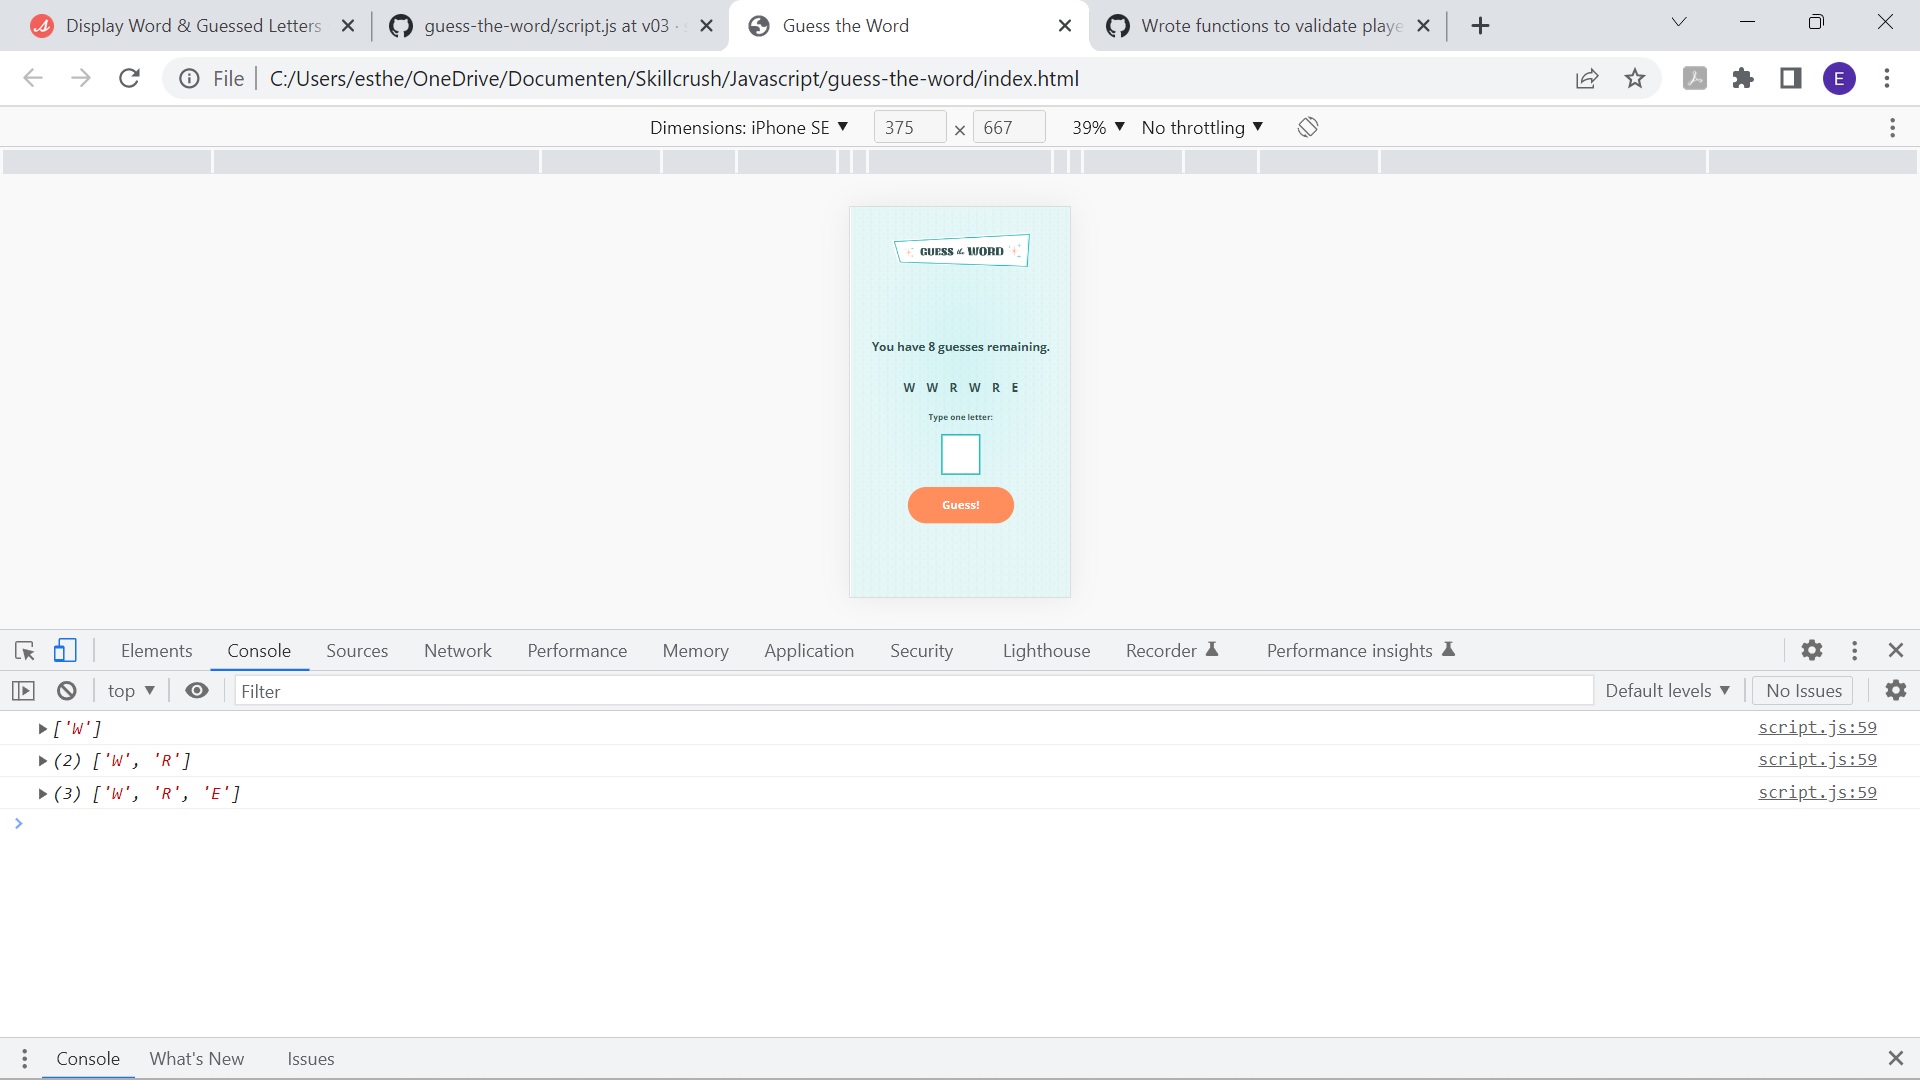 Display Word & Guessed Letters
guess-the-word/script.js at v03 ·
Guess the Word
Wrote functions to validate playe
File
C:/Users/esthe/OneDrive/Documenten/Skillcrush/Javascript/guess-the-word/index.html
E
Dimensions: iPhone SE ▼ 375 × 667 39% ▼ No throttling ▼
GUESS the WORD
You have 8 guesses remaining.
W W R W R E
Type one letter:
Guess!
Elements Console Sources Network Performance Memory Application Security Lighthouse Recorder Performance insights
top ▼ Filter Default levels ▼ No Issues
▶ ['W'] script.js:59
▶ (2) ['W', 'R'] script.js:59
▶ (3) ['W', 'R', 'E'] script.js:59
Console What's New Issues